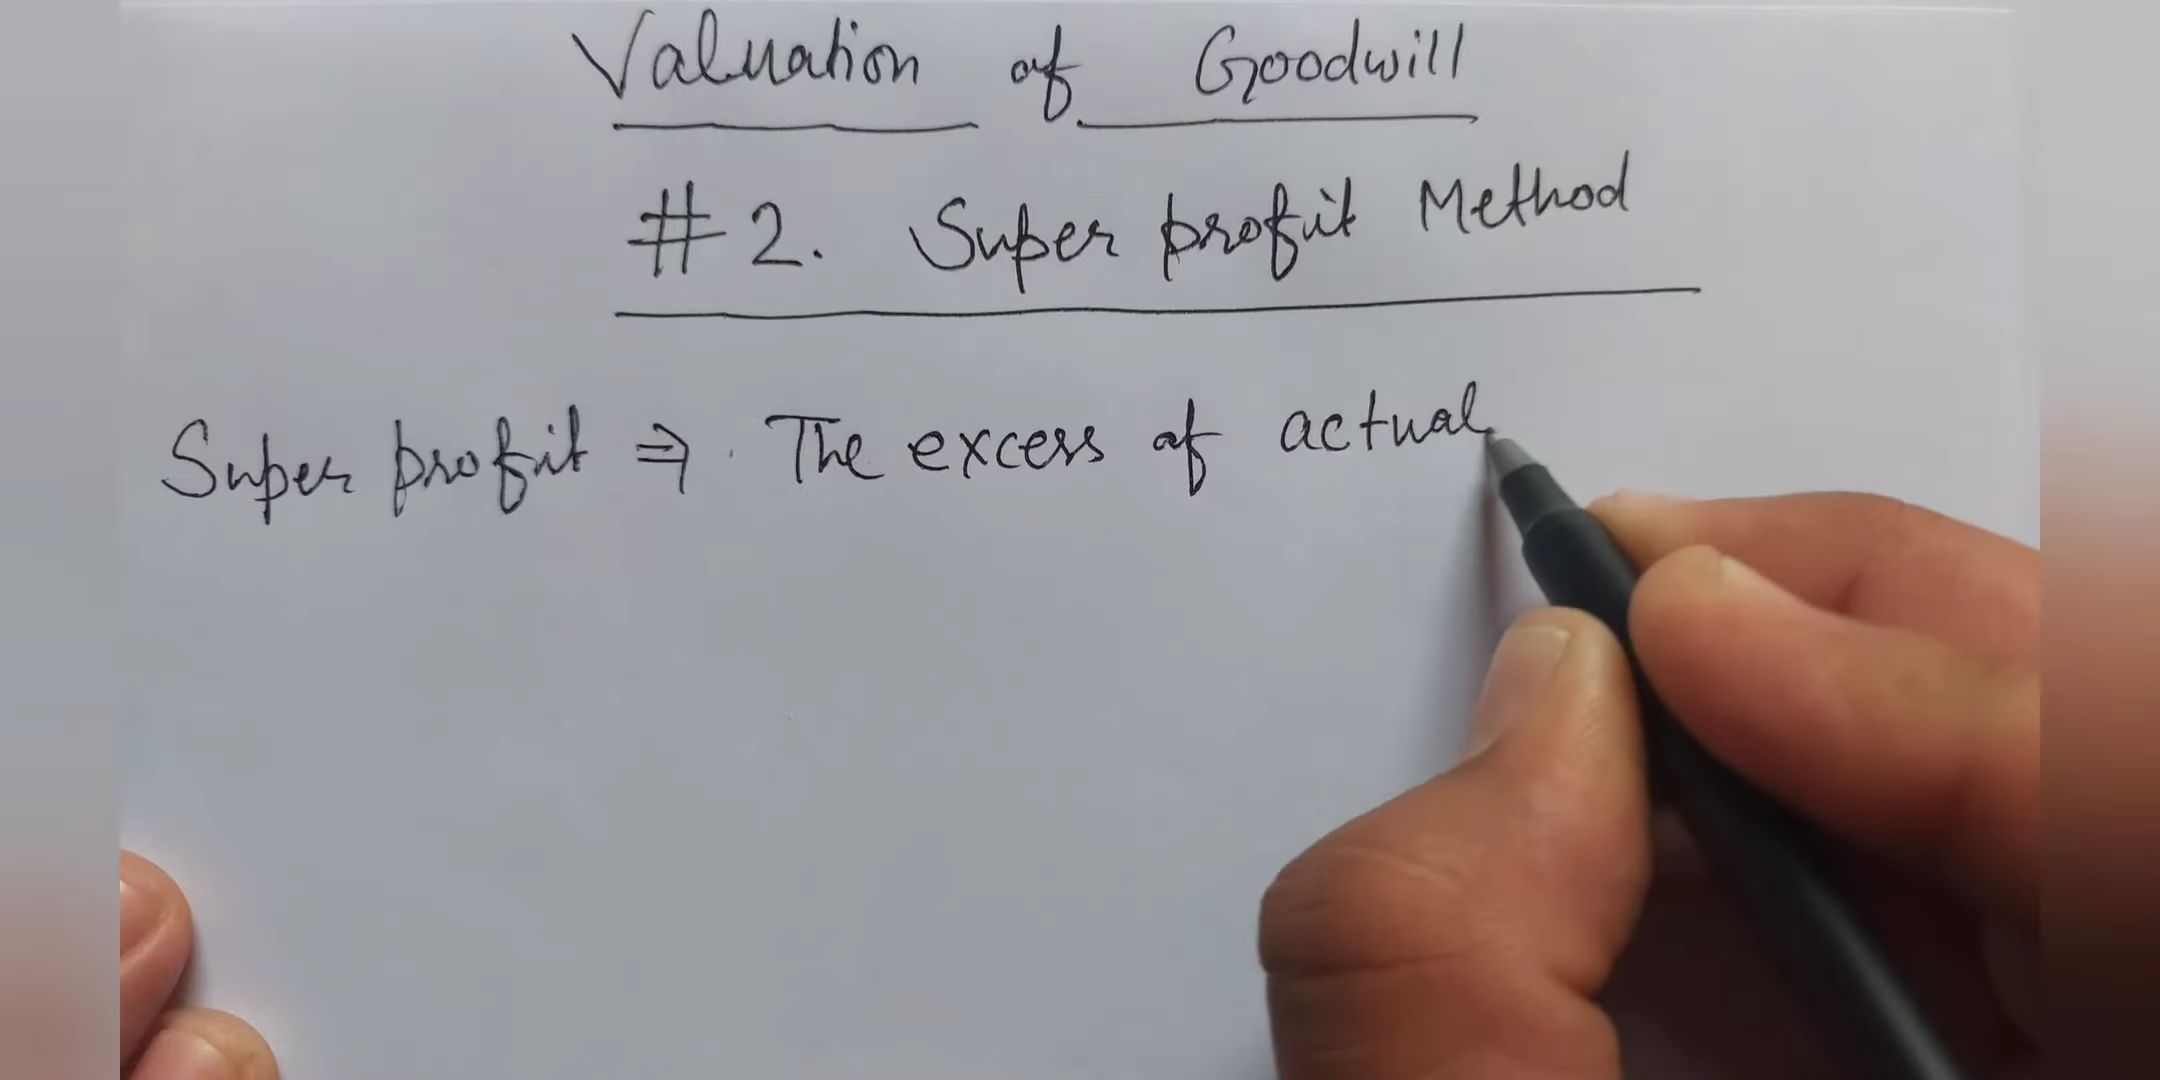 Valuation of Goodwill
# 2. Super profit Method
Super profit ⇒ The excess of actual